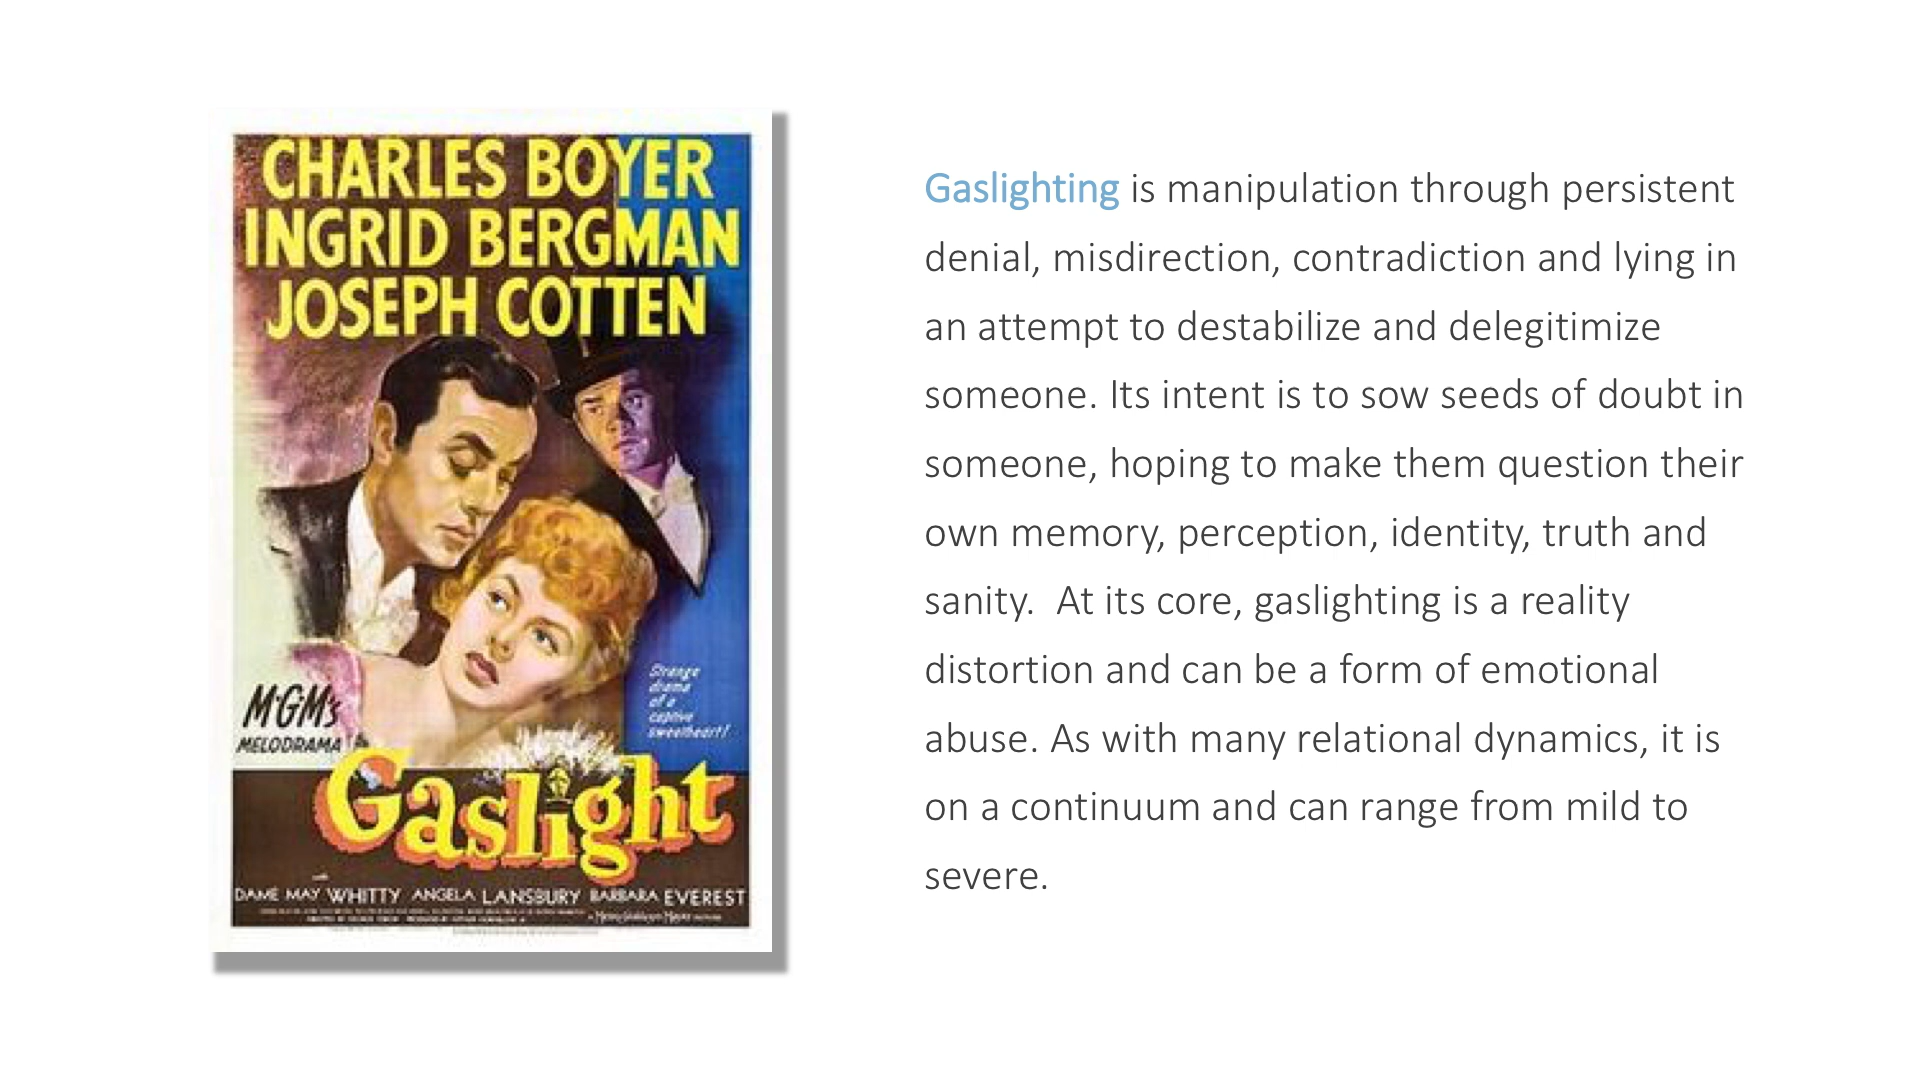 CHARLES BOYER
INGRID BERGMAN
JOSEPH COTTEN
Strange
drama
of a
captive
sweetheart!
M-G-M's
MELODRAMA
Gaslight
with
DAME MAY WHITTY ANGELA LANSBURY BARBARA EVEREST
Gaslighting is manipulation through persistent
denial, misdirection, contradiction and lying in
an attempt to destabilize and delegitimize
someone. Its intent is to sow seeds of doubt in
someone, hoping to make them question their
own memory, perception, identity, truth and
sanity.  At its core, gaslighting is a reality
distortion and can be a form of emotional
abuse. As with many relational dynamics, it is
on a continuum and can range from mild to
severe.